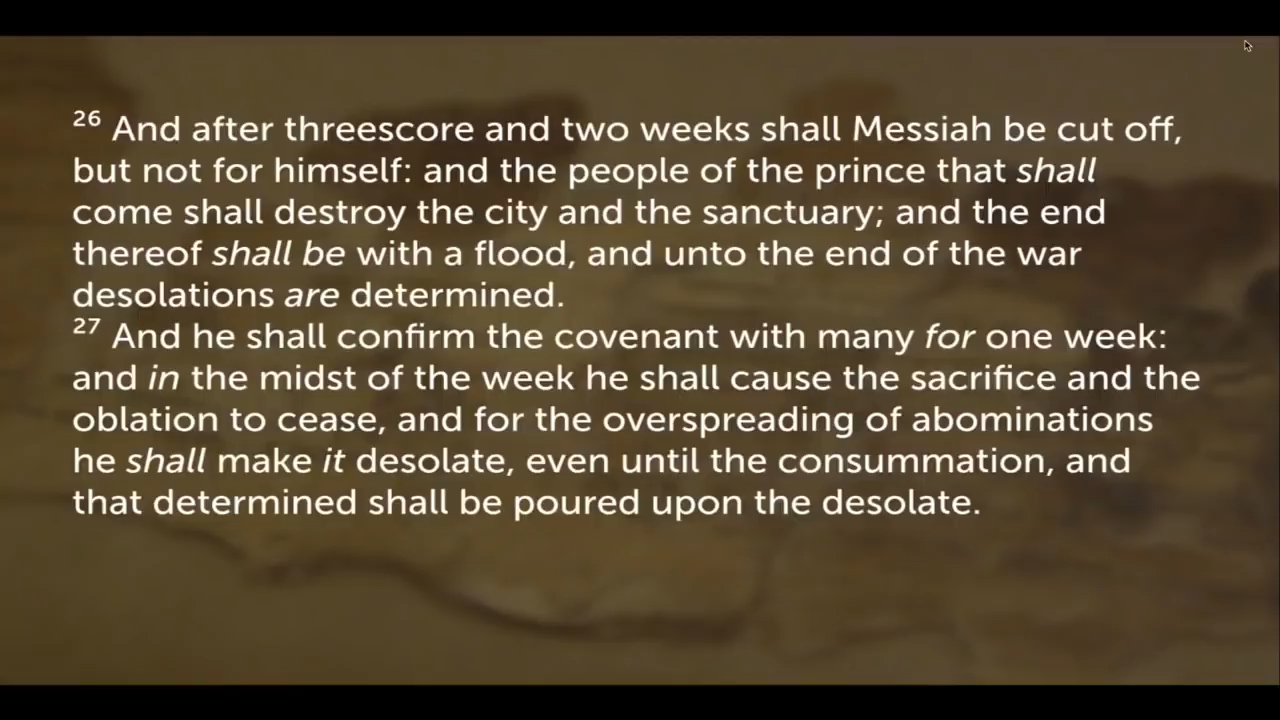 26 And after threescore and two weeks shall Messiah be cut off,
but not for himself: and the people of the prince that shall
come shall destroy the city and the sanctuary; and the end
thereof shall be with a flood, and unto the end of the war
desolations are determined.
27 And he shall confirm the covenant with many for one week:
and in the midst of the week he shall cause the sacrifice and the
oblation to cease, and for the overspreading of abominations
he shall make it desolate, even until the consummation, and
that determined shall be poured upon the desolate.